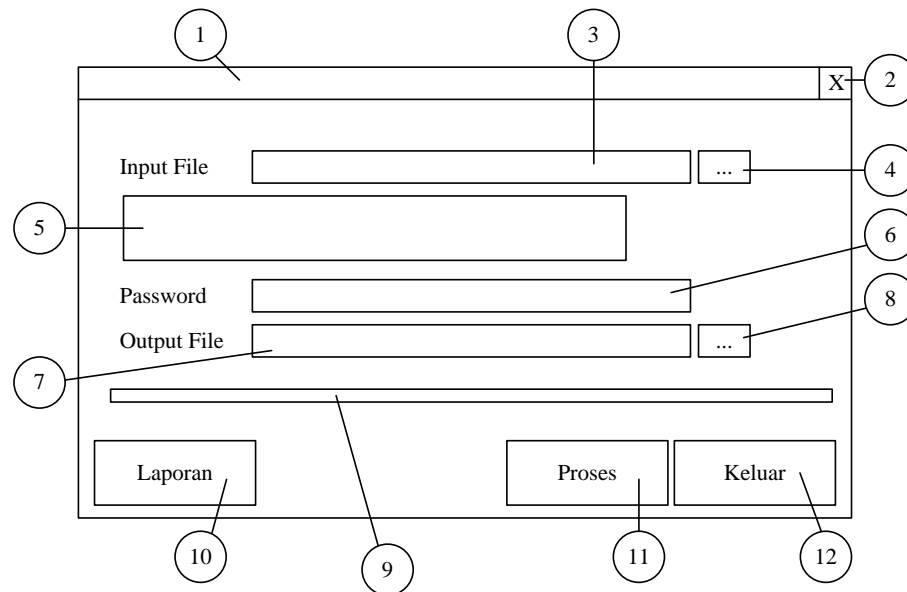 1
3
X
2
Input File
...
4
5
6
Password
8
Output File
...
7
Laporan
Proses
Keluar
10
9
11
12